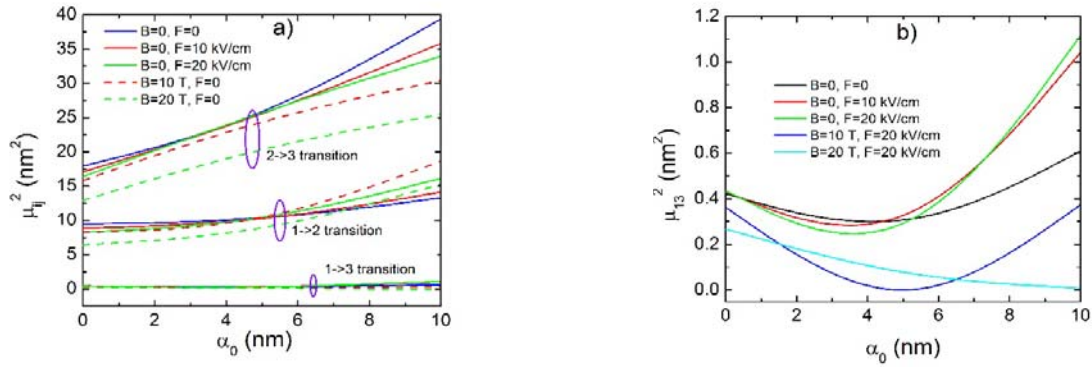 a)
B=0, F=0
B=0, F=10 kV/cm
B=0, F=20 kV/cm
B=10 T, F=0
B=20 T, F=0
2->3 transition
1->2 transition
1->3 transition
μij² (nm²)
40
35
30
25
20
15
10
5
0
0 2 4 6 8 10
α₀ (nm)
b)
B=0, F=0
B=0, F=10 kV/cm
B=0, F=20 kV/cm
B=10 T, F=20 kV/cm
B=20 T, F=20 kV/cm
μ₁₃² (nm²)
1.2
1.0
0.8
0.6
0.4
0.2
0.0
0 2 4 6 8 10
α₀ (nm)